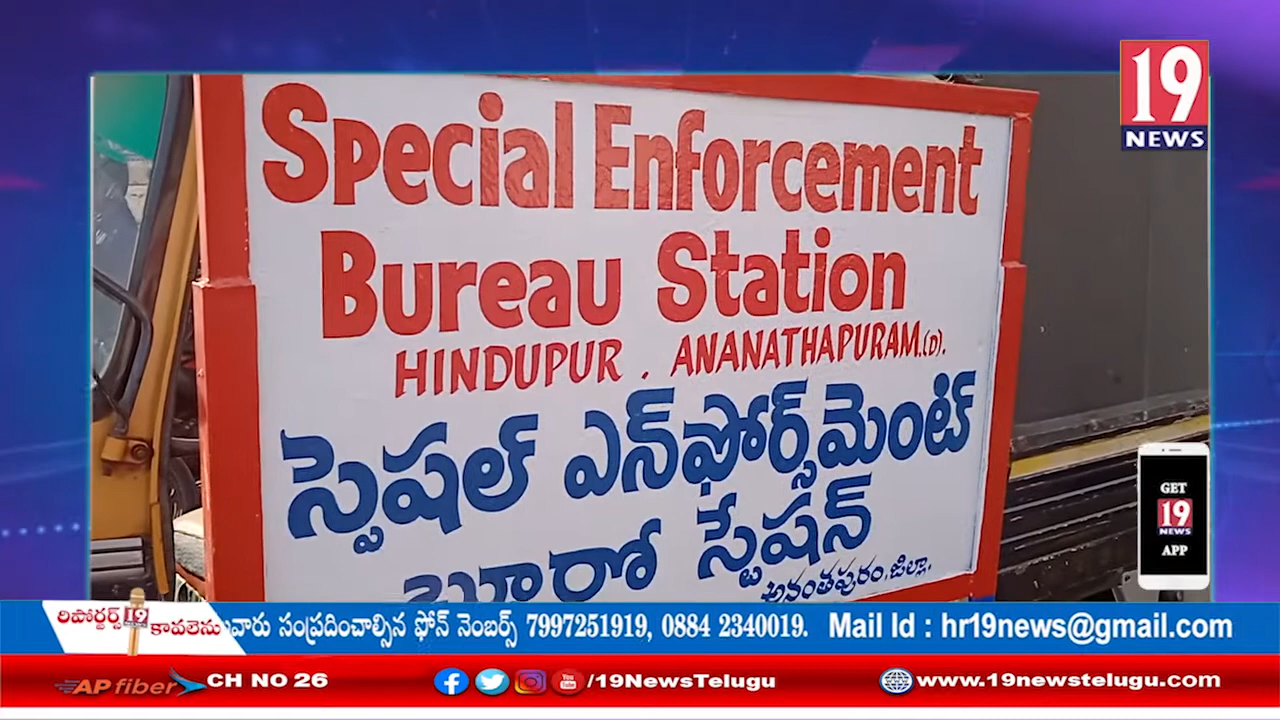 19
NEWS
Special Enforcement
Bureau Station
HINDUPUR . ANANATHAPURAM.(D).
స్పెషల్ ఎన్‌ఫోర్స్‌మెంట్
బ్యూరో స్టేషన్
అనంతపురం.జిల్లా.
GET
19
NEWS
APP
రిపోర్టర్స్ 19
కావలెను వారు సంప్రదించాల్సిన ఫోన్ నెంబర్స్ 7997251919, 0884 2340019. Mail Id : hr19news@gmail.com
AP fiber CH NO 26 /19NewsTelugu www.19newstelugu.com